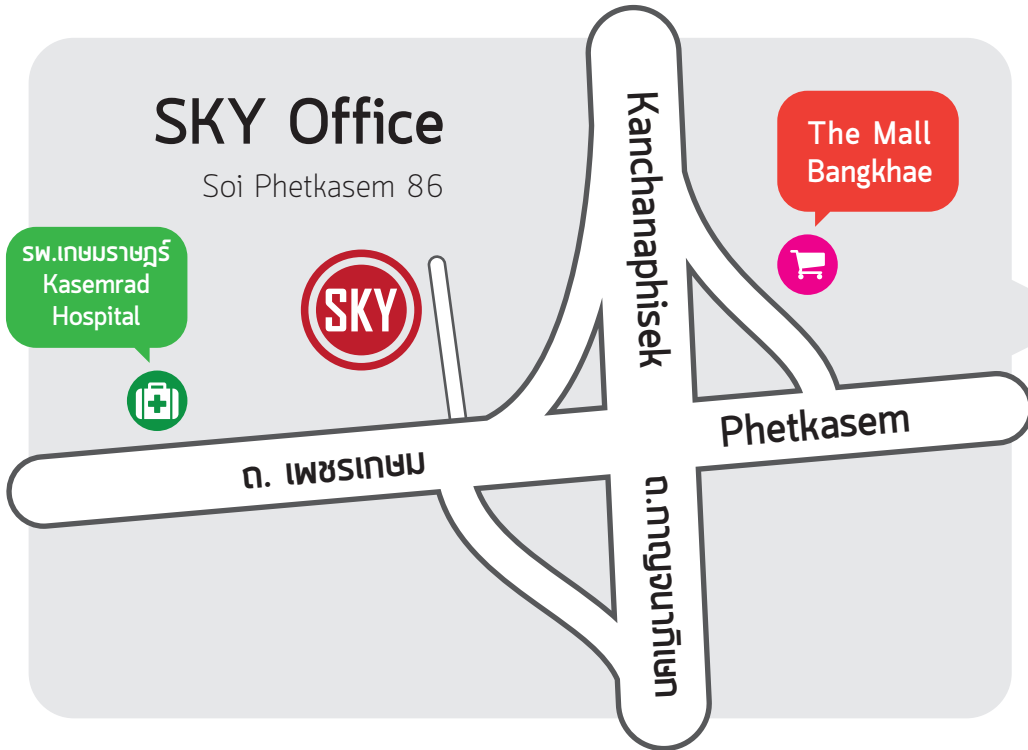 SKY Office
Soi Phetkasem 86
The Mall
Bangkhae
รพ.เกษมราษฎร์
Kasemrad
Hospital
SKY
Kanchanaphisek
Phetkasem
ถ. เพชรเกษม
ถ.กาญจนาภิเษก